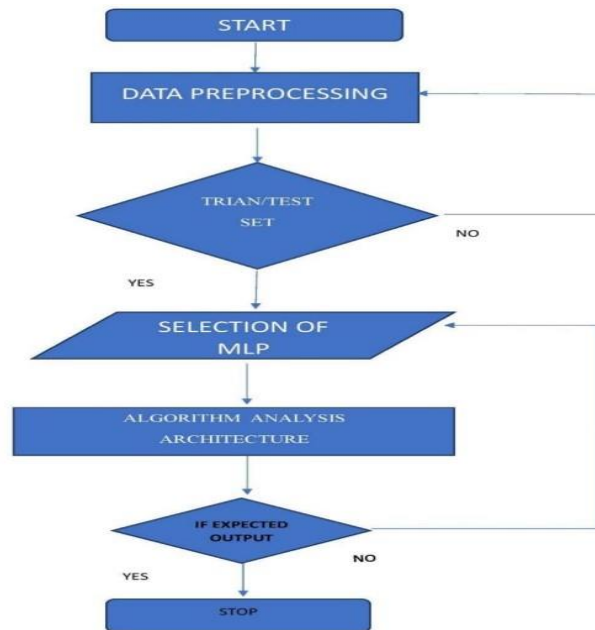 START
DATA PREPROCESSING
TRIAN/TEST
SET
NO
YES
SELECTION OF
MLP
ALGORITHM ANALYSIS
ARCHITECTURE
IF EXPECTED
OUTPUT
NO
YES
STOP